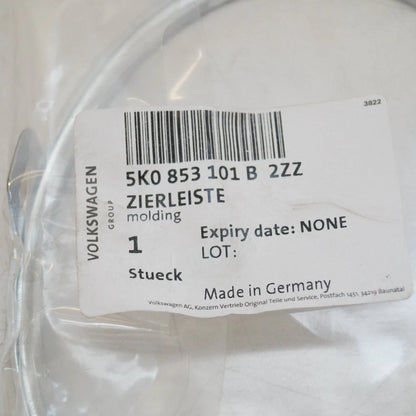 3822
VOLKSWAGEN
GROUP
5K0 853 101 B 2ZZ
ZIERLEISTE
molding
1
Stueck
Expiry date: NONE
LOT:
Made in Germany
Volkswagen AG, Konzern Vertrieb Original Teile und Service, Postfach 1451, 34219 Baunatal